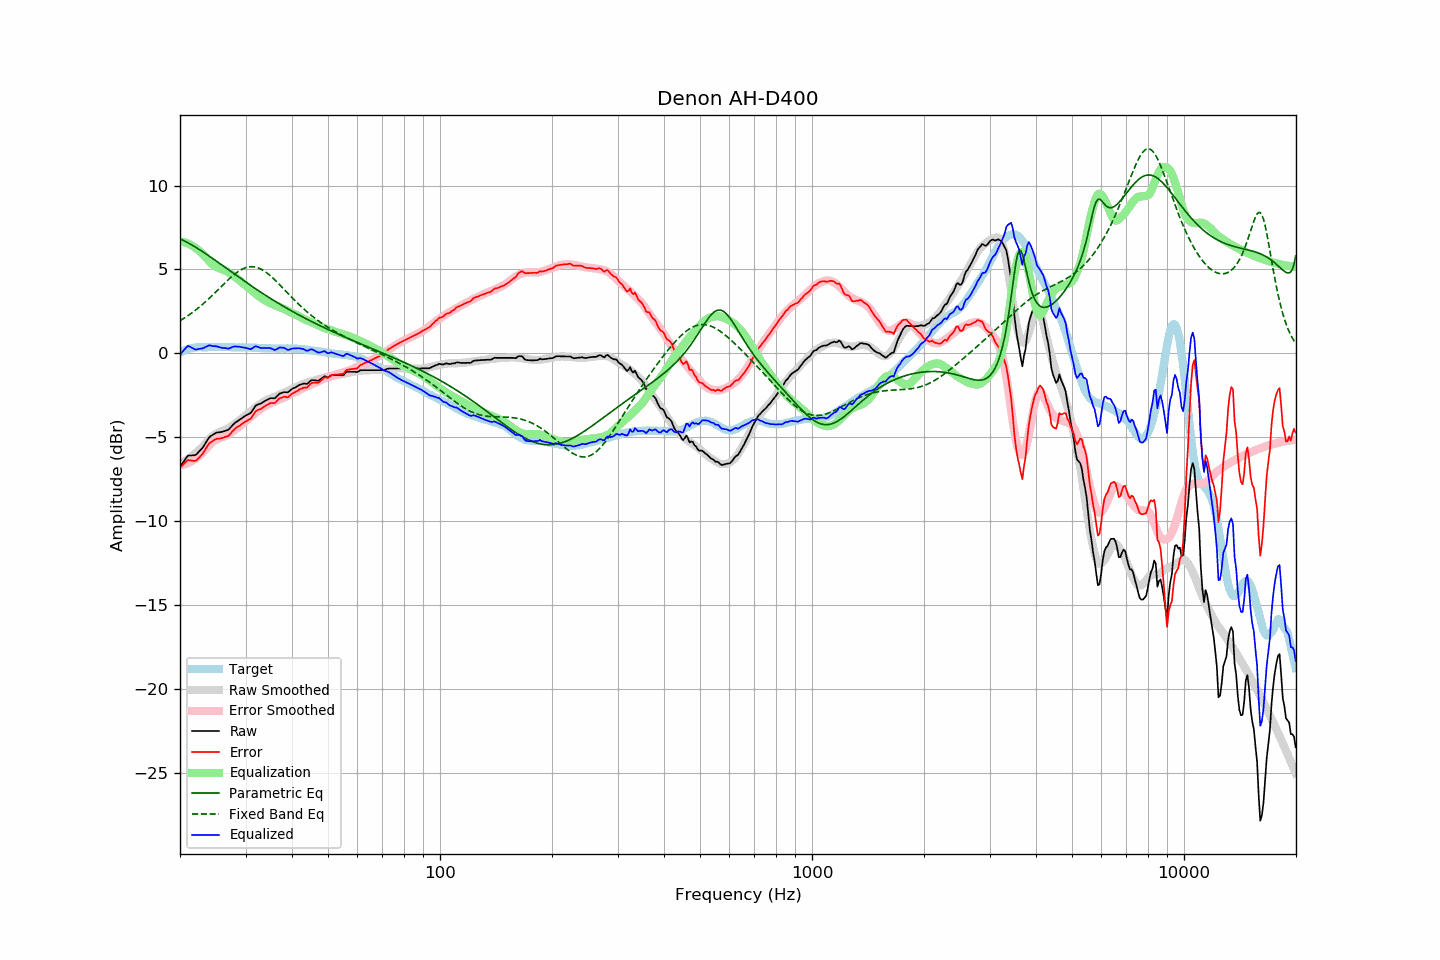 Denon AH-D400
Amplitude (dBr)
10
5
0
−5
−10
−15
−20
−25
Target
Raw Smoothed
Error Smoothed
Raw
Error
Equalization
Parametric Eq
Fixed Band Eq
Equalized
100
1000
10000
Frequency (Hz)